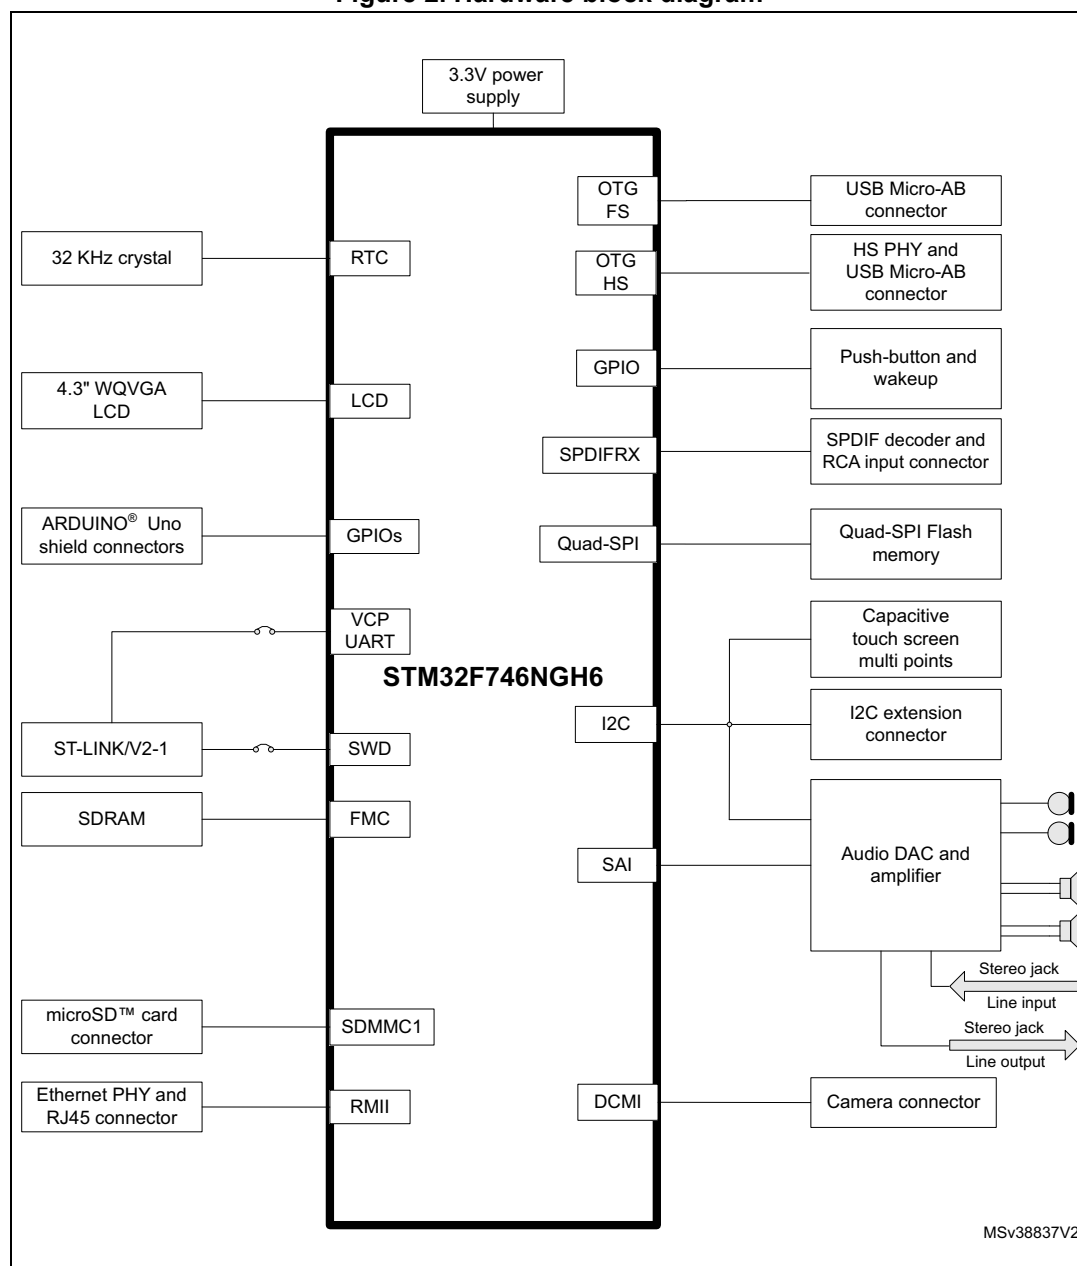 Figure 2. Hardware block diagram
3.3V power
supply
OTG
FS
USB Micro-AB
connector
32 KHz crystal
RTC
OTG
HS
HS PHY and
USB Micro-AB
connector
4.3" WQVGA
LCD
LCD
GPIO
Push-button and
wakeup
SPDIFRX
SPDIF decoder and
RCA input connector
ARDUINO® Uno
shield connectors
GPIOs
Quad-SPI
Quad-SPI Flash
memory
VCP
UART
Capacitive
touch screen
multi points
STM32F746NGH6
I2C
I2C extension
connector
ST-LINK/V2-1
SWD
SDRAM
FMC
SAI
Audio DAC and
amplifier
Stereo jack
Line input
Stereo jack
Line output
microSD™ card
connector
SDMMC1
Ethernet PHY and
RJ45 connector
RMII
DCMI
Camera connector
MSv38837V2